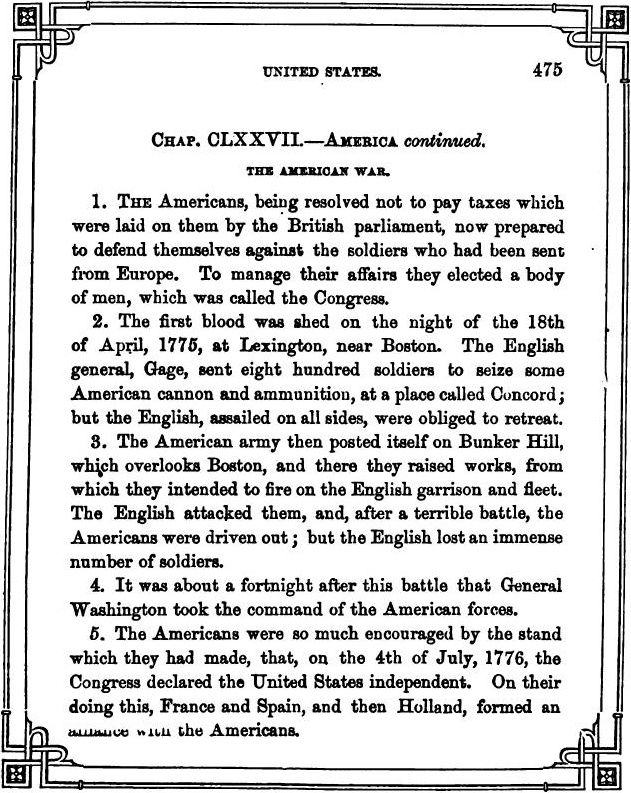 UNITED STATES. 475
CHAP. CLXXVII.—AMERICA continued.
THE AMERICAN WAR.
1. THE Americans, being resolved not to pay taxes which
were laid on them by the British parliament, now prepared
to defend themselves against the soldiers who had been sent
from Europe. To manage their affairs they elected a body
of men, which was called the Congress.
2. The first blood was shed on the night of the 18th
of April, 1775, at Lexington, near Boston. The English
general, Gage, sent eight hundred soldiers to seize some
American cannon and ammunition, at a place called Concord;
but the English, assailed on all sides, were obliged to retreat.
3. The American army then posted itself on Bunker Hill,
which overlooks Boston, and there they raised works, from
which they intended to fire on the English garrison and fleet.
The English attacked them, and, after a terrible battle, the
Americans were driven out; but the English lost an immense
number of soldiers.
4. It was about a fortnight after this battle that General
Washington took the command of the American forces.
5. The Americans were so much encouraged by the stand
which they had made, that, on the 4th of July, 1776, the
Congress declared the United States independent. On their
doing this, France and Spain, and then Holland, formed an
the Americans.